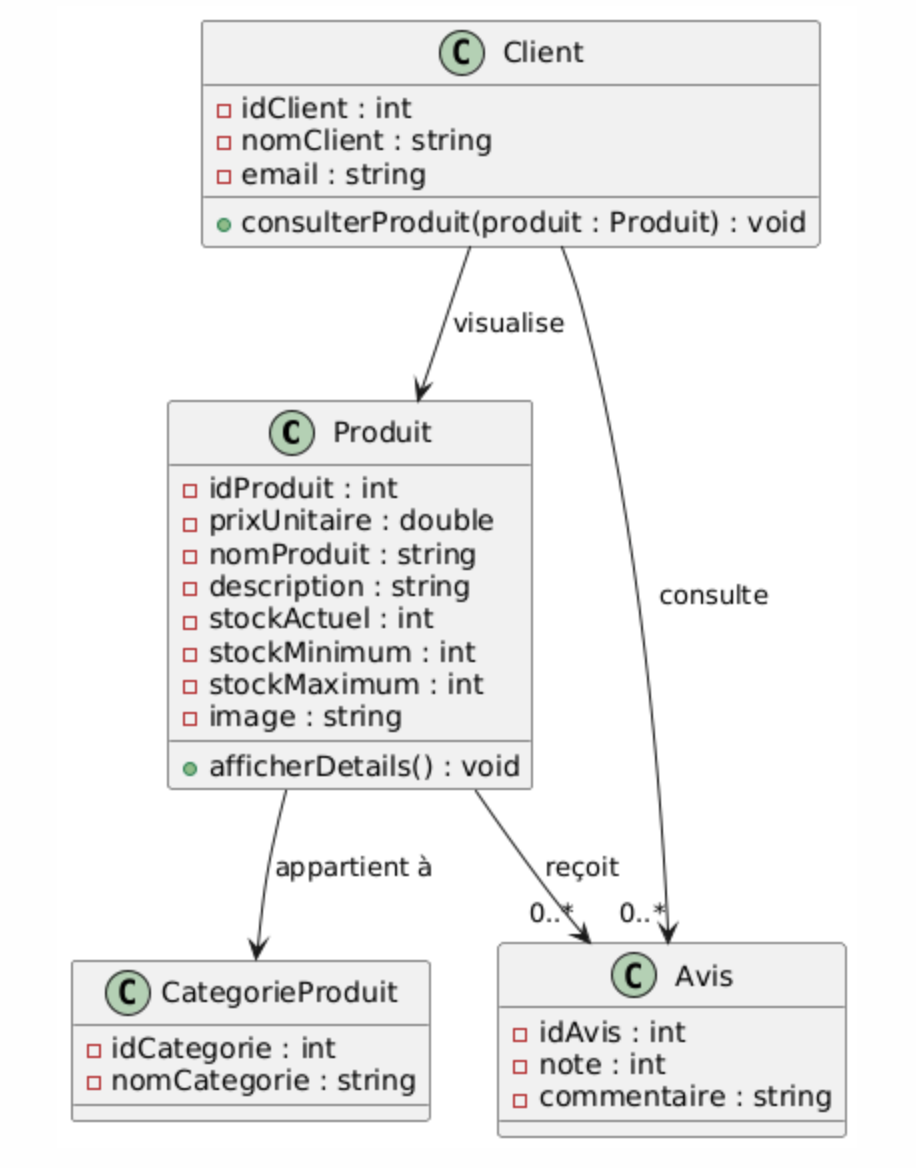 C Client
idClient : int
nomClient : string
email : string
consulterProduit(produit : Produit) : void
visualise
C Produit
idProduit : int
prixUnitaire : double
nomProduit : string
description : string
stockActuel : int
stockMinimum : int
stockMaximum : int
image : string
afficherDetails() : void
consulte
appartient à
reçoit
0..*
0..*
C CategorieProduit
idCategorie : int
nomCategorie : string
C Avis
idAvis : int
note : int
commentaire : string